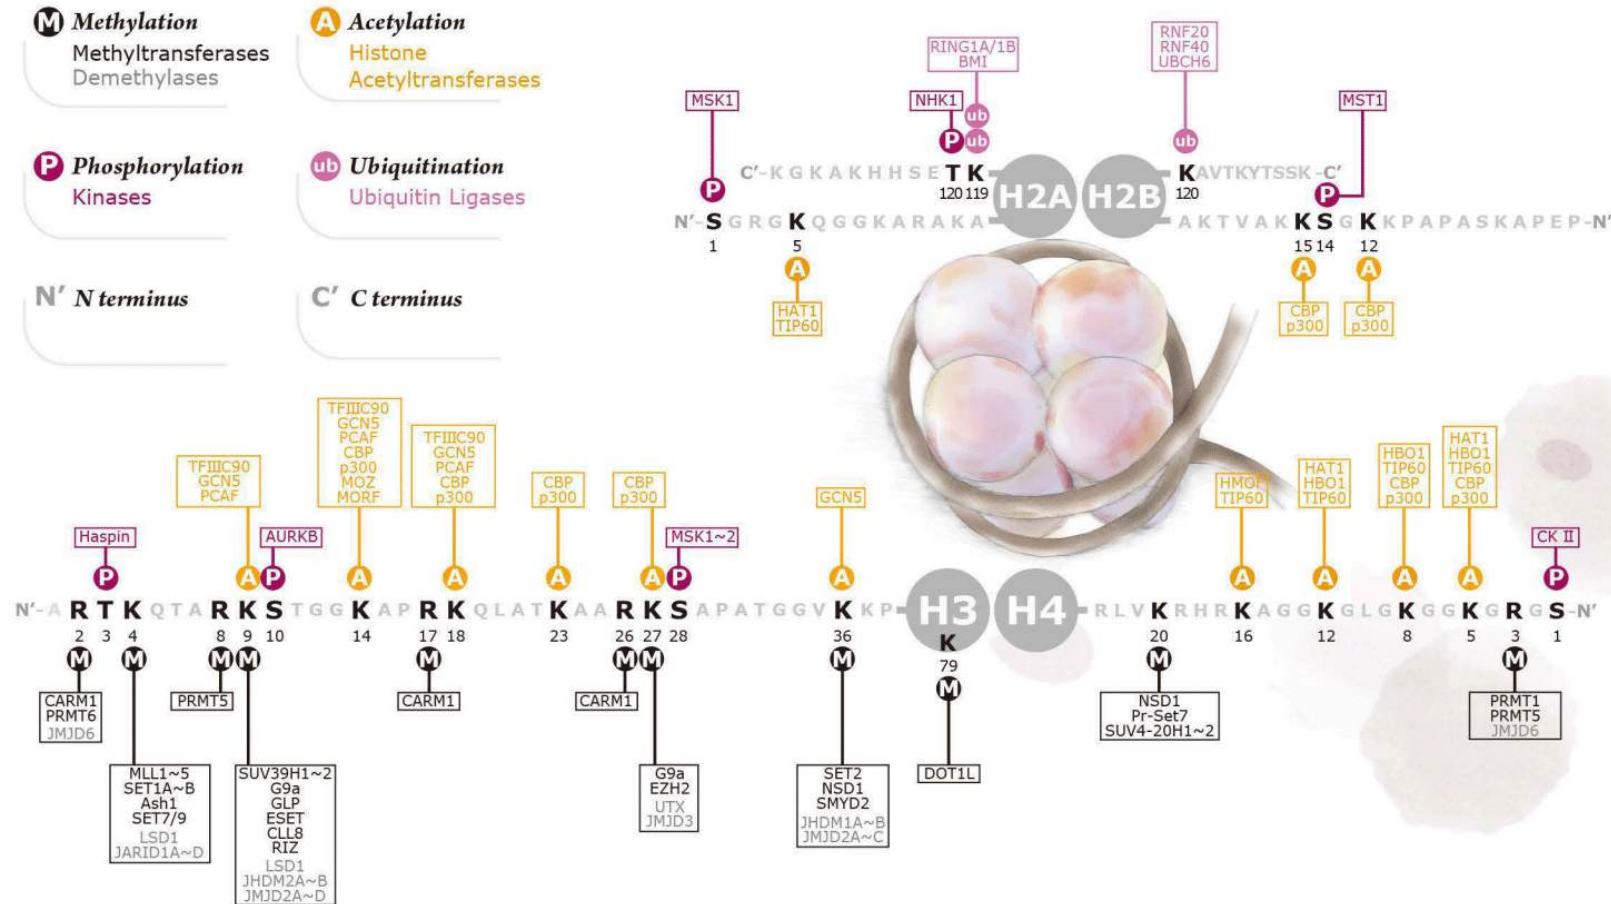 M Methylation
Methyltransferases
Demethylases
A Acetylation
Histone
Acetyltransferases
P Phosphorylation
Kinases
ub Ubiquitination
Ubiquitin Ligases
N' N terminus
C' C terminus
RING1A/1B
BMI
RNF20
RNF40
UBCH6
MSK1
NHK1
MST1
ub
P ub
ub
C'-KGKAKHHSETK
H2A
H2B
KAVTKYTSSK-C'
120 119
120
P
P
N'-SGRGKQGGKARAKA
AKTVAKKSGKKPAPASKAPEP-N'
1
5
15 14 12
A
A
A
HAT1
TIP60
CBP
p300
CBP
p300
TFIIIC90
GCN5
PCAF
TFIIIC90
GCN5
PCAF
CBP
p300
MOZ
MORF
TFIIIC90
GCN5
PCAF
CBP
p300
CBP
p300
CBP
p300
GCN5
HMOF
TIP60
HAT1
HBO1
TIP60
HBO1
TIP60
CBP
p300
HAT1
HBO1
TIP60
CBP
p300
Haspin
AURKB
MSK1~2
CK II
P A P A A A A P A A A A A P
N'-ARTKQTARKSTGGKAPRKQLATKAARKSAPATGGVKKP
H3
H4
RLVKRHRKAGGKGLGKGGKGRGS-N'
2 3 4 8 9 10 14 17 18 23 26 27 28 36
K
79
20 16 12 8 5 3 1
M M M M M M M M M M M
CARM1
PRMT6
JMJD6
PRMT5
CARM1
CARM1
NSD1
Pr-Set7
SUV4-20H1~2
PRMT1
PRMT5
JMJD6
MLL1~5
SET1A~B
Ash1
SET7/9
LSD1
JARID1A~D
SUV39H1~2
G9a
GLP
ESET
CLL8
RIZ
LSD1
JHDM2A~B
JMJD2A~D
G9a
EZH2
UTX
JMJD3
SET2
NSD1
SMYD2
JHDM1A~B
JMJD2A~C
DOT1L